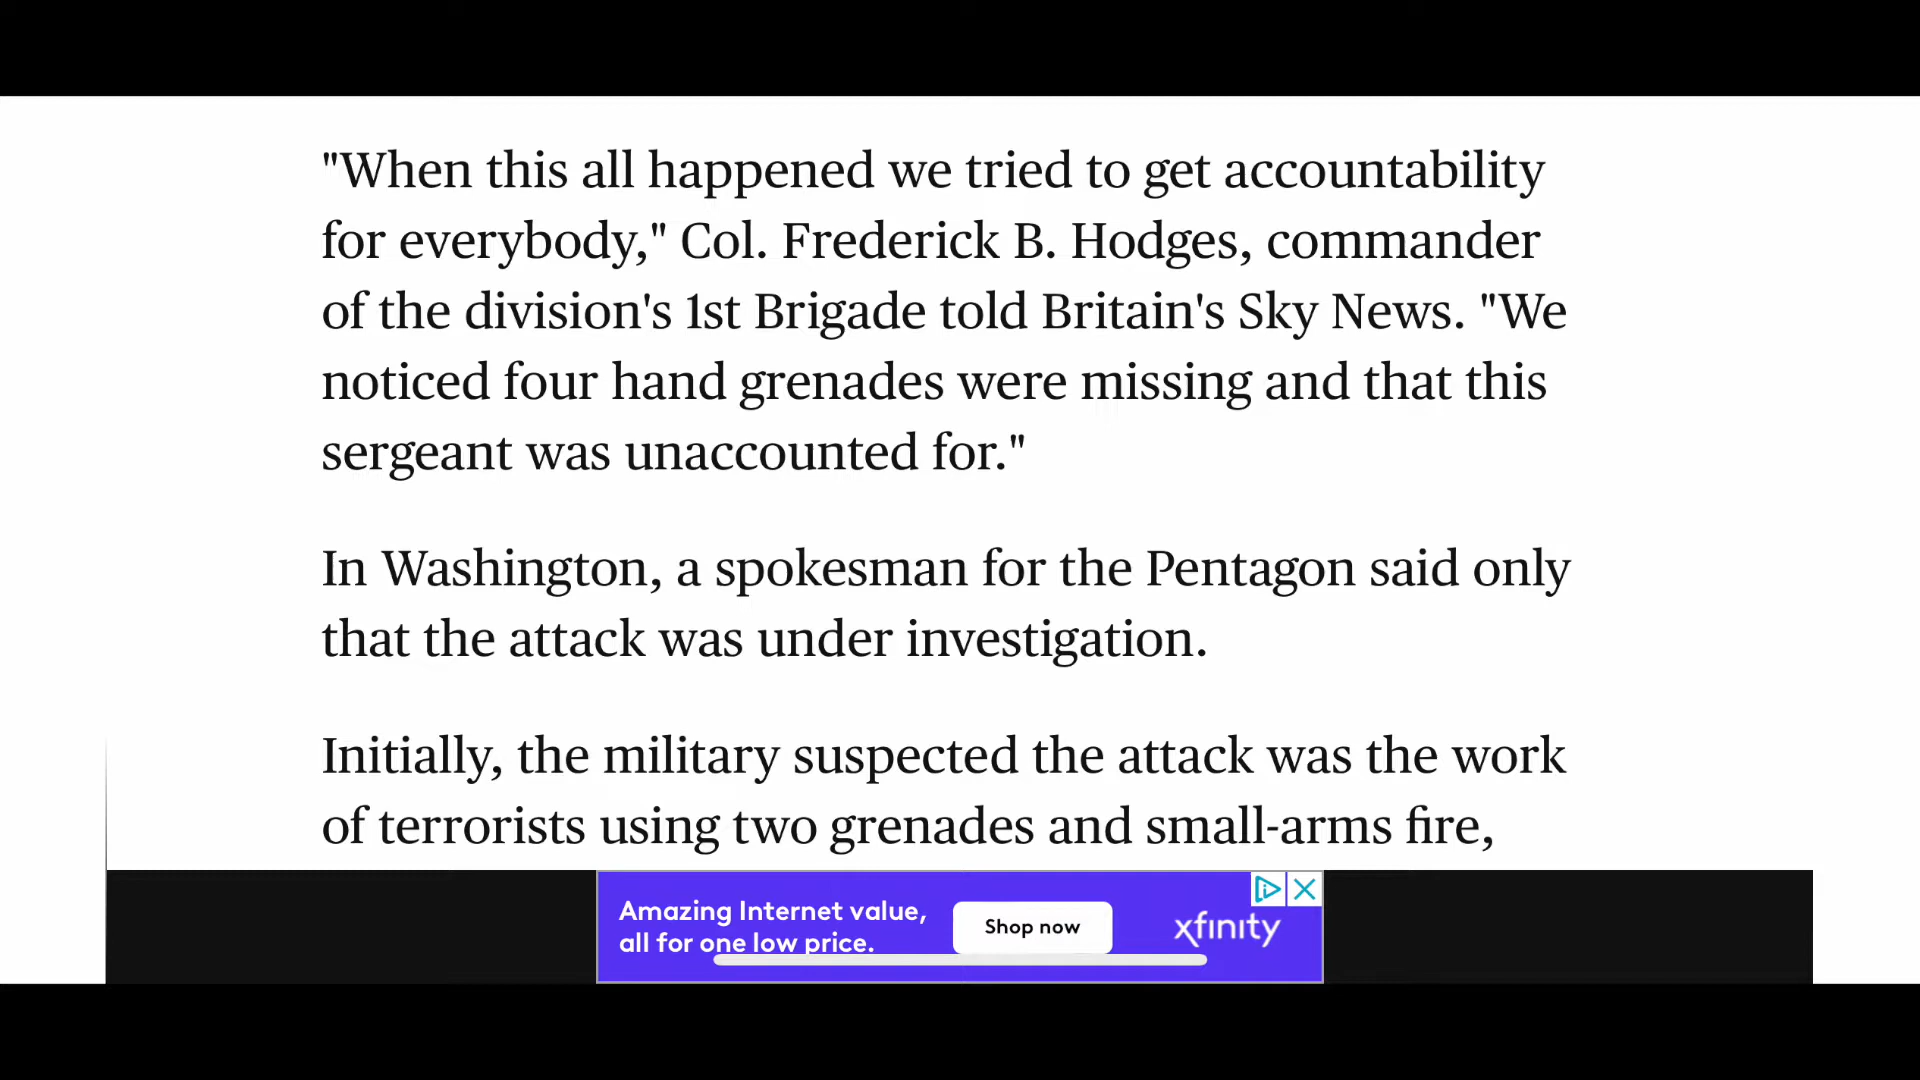 "When this all happened we tried to get accountability
for everybody," Col. Frederick B. Hodges, commander
of the division's 1st Brigade told Britain's Sky News. "We
noticed four hand grenades were missing and that this
sergeant was unaccounted for."
In Washington, a spokesman for the Pentagon said only
that the attack was under investigation.
Initially, the military suspected the attack was the work
of terrorists using two grenades and small-arms fire,
Amazing Internet value,
all for one low price.
Shop now
xfinity